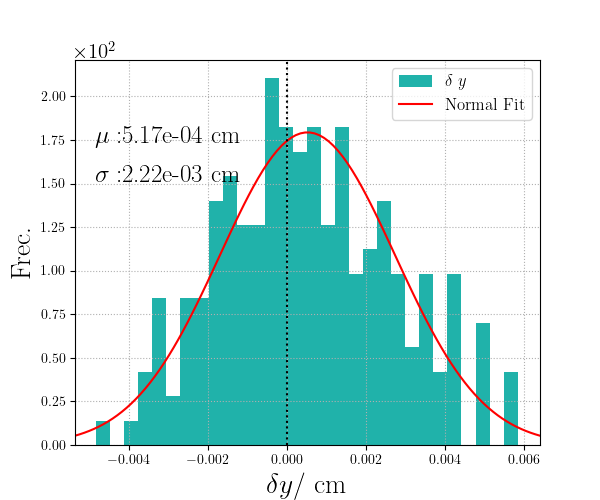 ×10²
δ y
Normal Fit
μ :5.17e-04 cm
σ :2.22e-03 cm
Frec.
2.00
1.75
1.50
1.25
1.00
0.75
0.50
0.25
0.00
−0.004 −0.002 0.000 0.002 0.004 0.006
δy/ cm